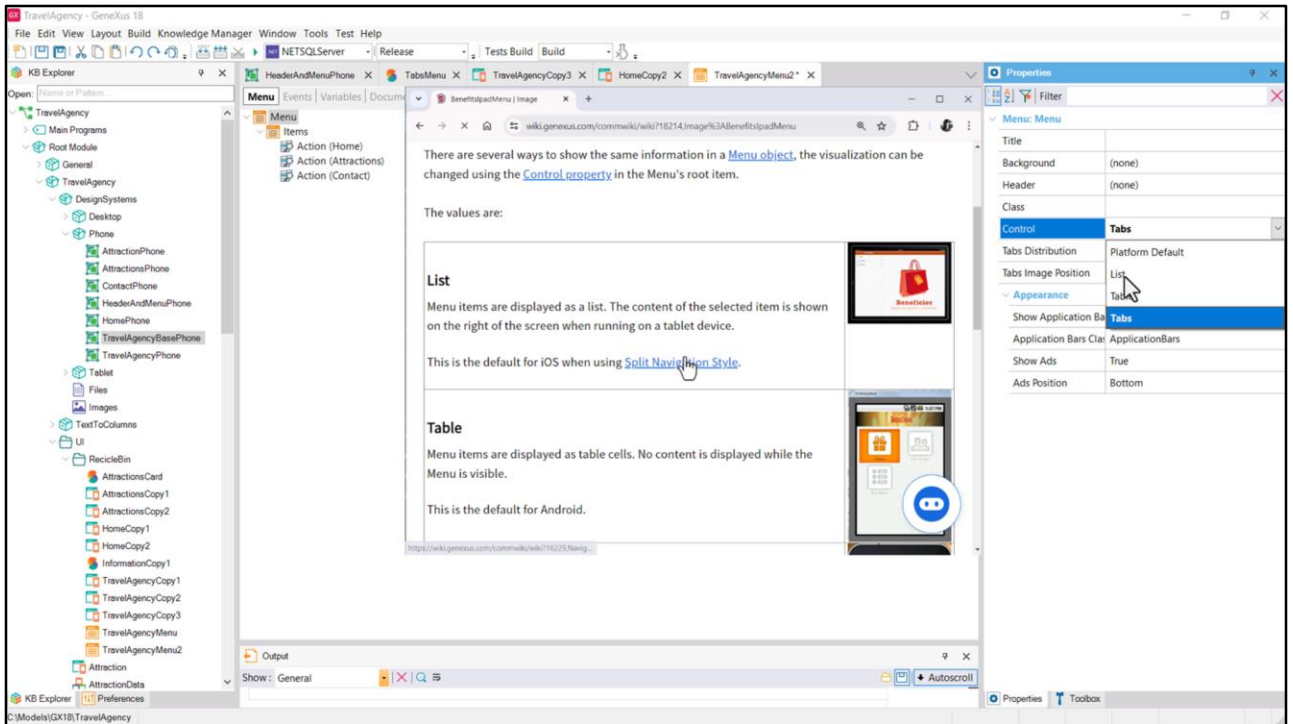 TravelAgency - GeneXus 18
File Edit View Layout Build Knowledge Manager Window Tools Test Help
NETSQLServer Release Tests Build Build
KB Explorer
Open: Name or Pattern...
TravelAgency
Main Programs
Root Module
General
TravelAgency
DesignSystems
Desktop
Phone
AttractionPhone
AttractionsPhone
ContactPhone
HeaderAndMenuPhone
HomePhone
TravelAgencyBasePhone
TravelAgencyPhone
Tablet
Files
Images
TextToColumns
UI
RecicleBin
AttractionsCard
AttractionsCopy1
AttractionsCopy2
HomeCopy1
HomeCopy2
InformationCopy1
TravelAgencyCopy1
TravelAgencyCopy2
TravelAgencyCopy3
TravelAgencyMenu
TravelAgencyMenu2
Attraction
AttractionData
KB Explorer Preferences
C:\Models\GX18\TravelAgency
HeaderAndMenuPhone TabsMenu TravelAgencyCopy3 HomeCopy2 TravelAgencyMenu2*
Menu Events Variables Docume
Menu
Items
Action (Home)
Action (Attractions)
Action (Contact)
BenefitsIpadMenu | Image
wiki.genexus.com/commwiki/wiki?18214,Image%3ABenefitsIpadMenu
There are several ways to show the same information in a Menu object, the visualization can be
changed using the Control property in the Menu's root item.
The values are:
List
Menu items are displayed as a list. The content of the selected item is shown
on the right of the screen when running on a tablet device.
This is the default for iOS when using Split Navigation Style.
Beneficios
Table
Menu items are displayed as table cells. No content is displayed while the
Menu is visible.
This is the default for Android.
https://wiki.genexus.com/commwiki/wiki?16229,Navig...
Output
Show: General
Autoscroll
Properties
Filter
Menu: Menu
Title
Background (none)
Header (none)
Class
Control Tabs
Tabs Distribution Platform Default
Tabs Image Position List
Appearance Table
Show Application Ba Tabs
Application Bars Clas ApplicationBars
Show Ads True
Ads Position Bottom
Properties Toolbox